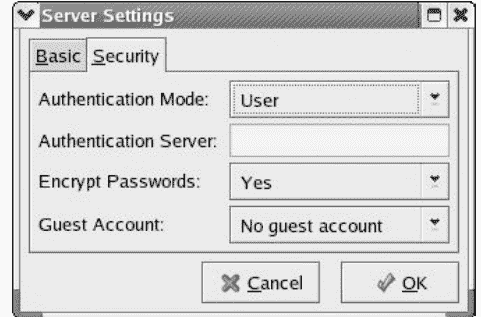 Server Settings
Basic Security
Authentication Mode: User
Authentication Server:
Encrypt Passwords: Yes
Guest Account: No guest account
Cancel OK